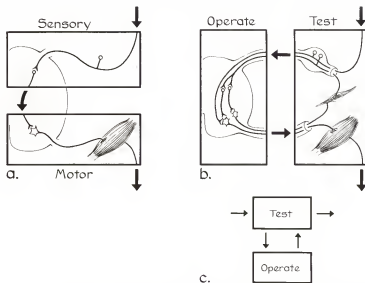 Sensory
Motor
a.
Operate
Test
b.
Test
Operate
c.